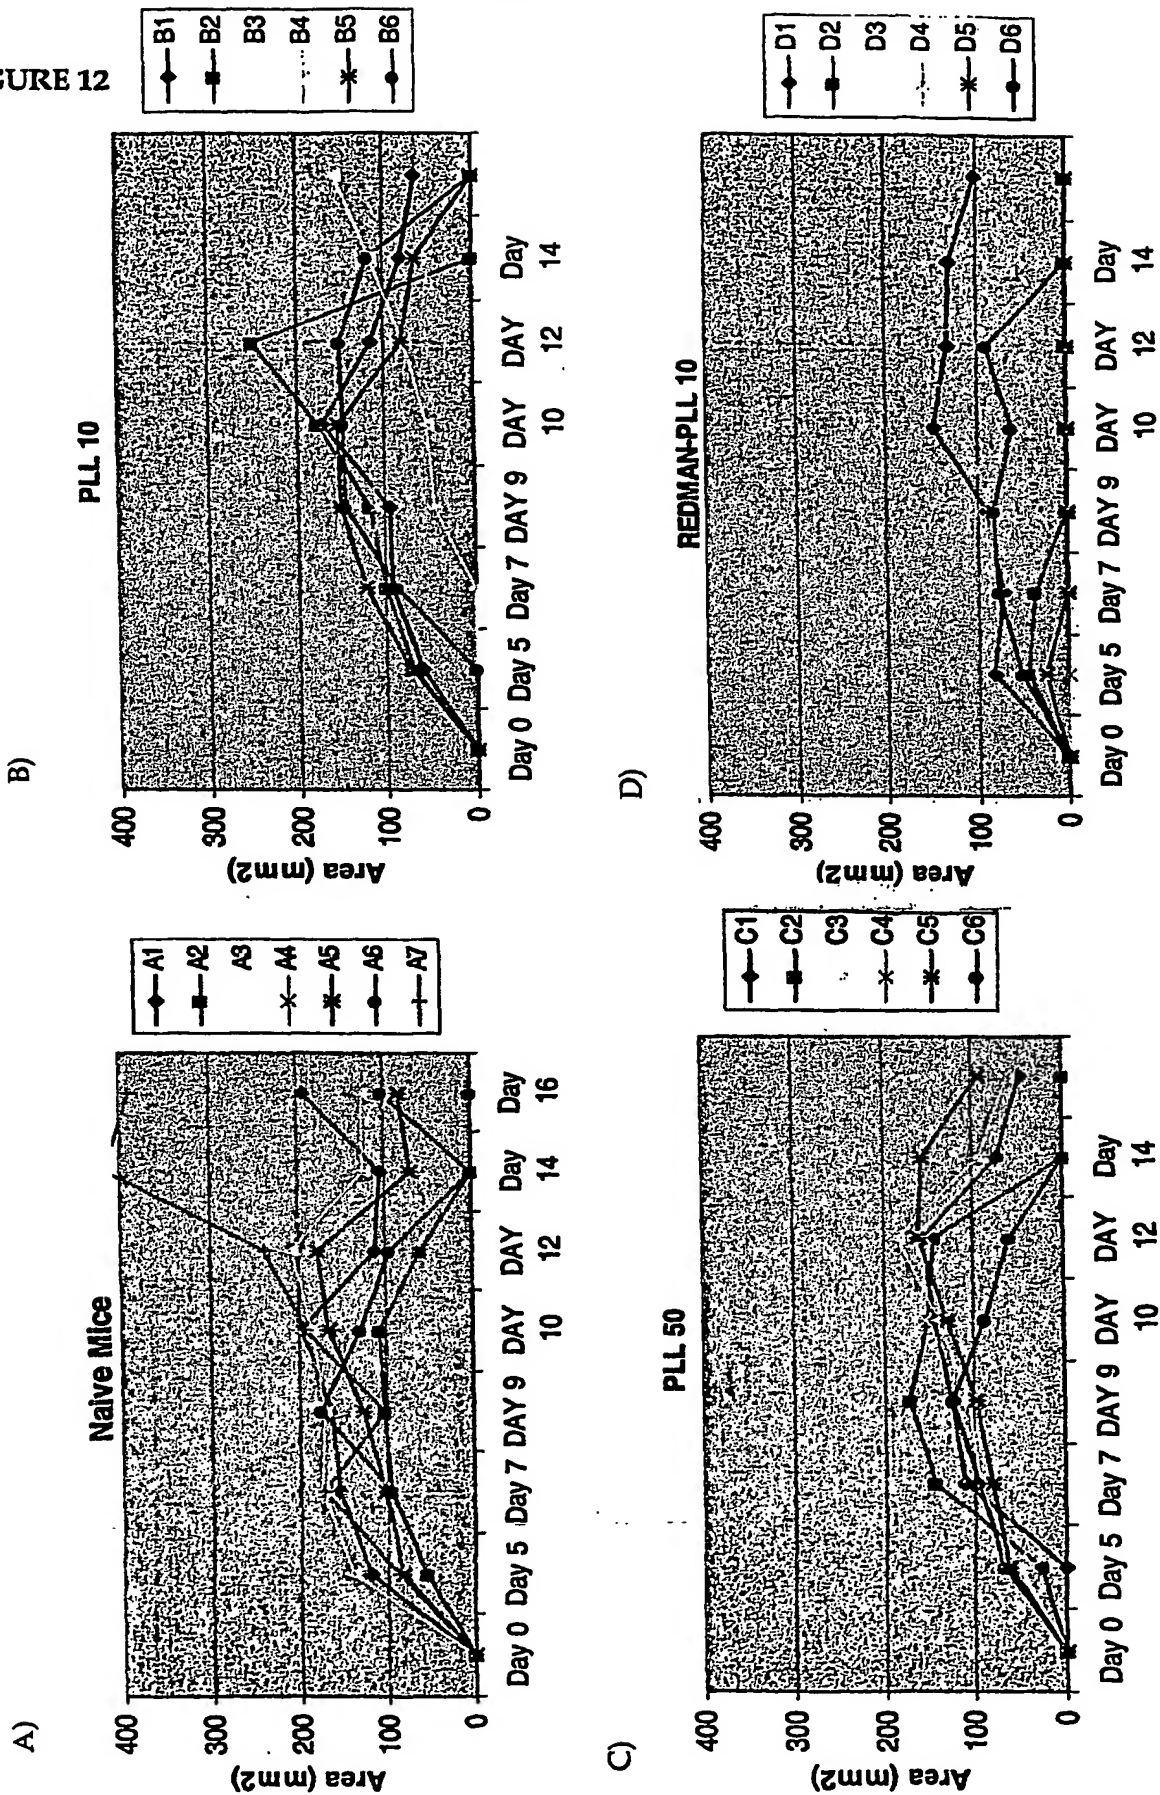 GURE 12
A)
Naive Mice
Area (mm2)
400
300
200
100
0
Day 0 Day 5 Day 7 DAY 9 DAY DAY Day Day
10 12 14 16
A1
A2
A3
A4
A5
A6
A7
B)
PLL 10
Area (mm2)
400
300
200
100
0
Day 0 Day 5 Day 7 DAY 9 DAY DAY Day
10 12 14
B1
B2
B3
B4
B5
B6
C)
PLL 50
Area (mm2)
400
300
200
100
0
Day 0 Day 5 Day 7 DAY 9 DAY DAY Day
10 12 14
C1
C2
C3
C4
C5
C6
D)
REDMAN-PLL 10
Area (mm2)
400
300
200
100
0
Day 0 Day 5 Day 7 DAY 9 DAY DAY Day
10 12 14
D1
D2
D3
D4
D5
D6